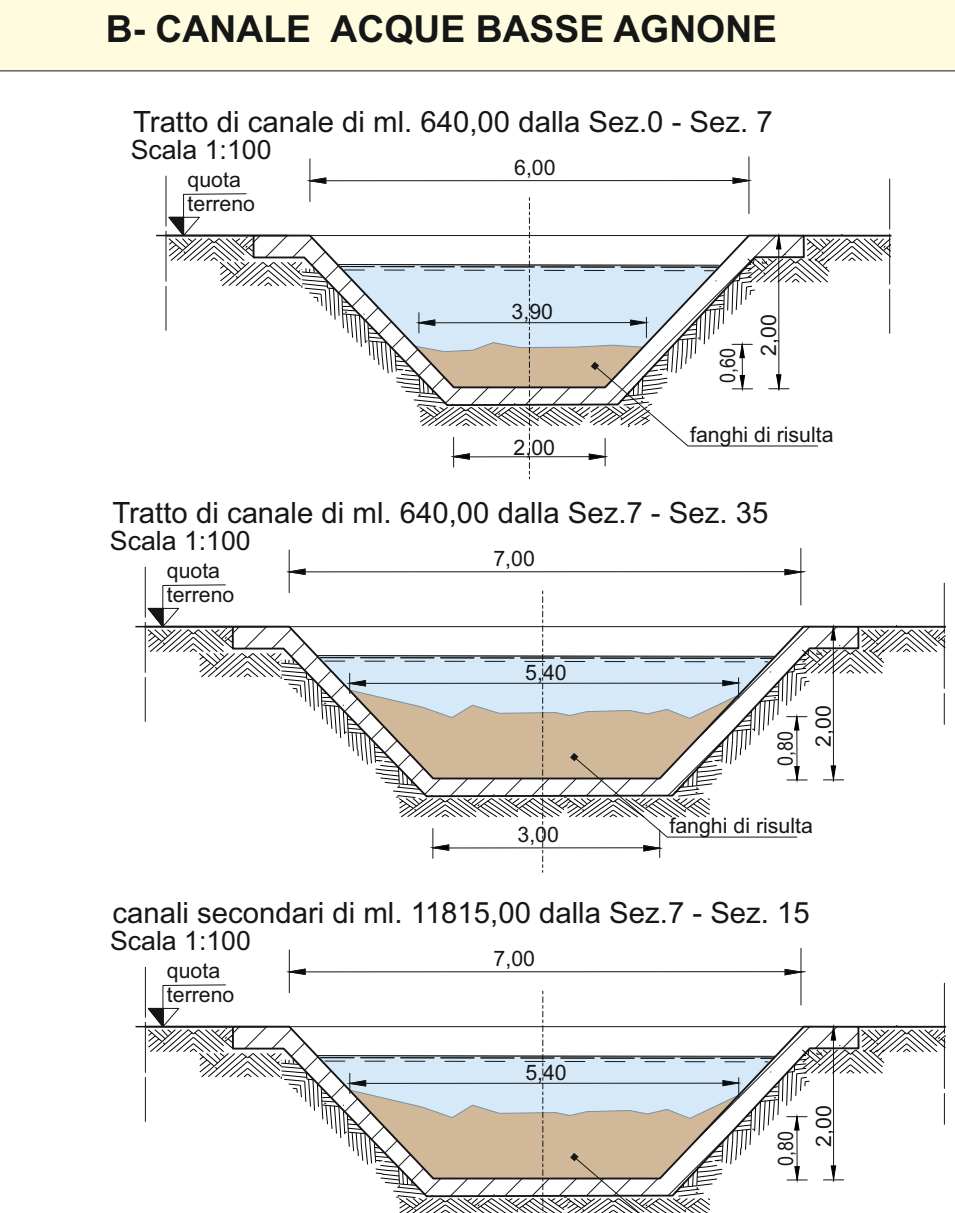 B- CANALE ACQUE BASSE AGNONE
Tratto di canale di ml. 640,00 dalla Sez.0 - Sez. 7
Scala 1:100
quota
terreno
6,00
3,90
0,60
2,00
fanghi di risulta
2,00
Tratto di canale di ml. 640,00 dalla Sez.7 - Sez. 35
Scala 1:100
quota
terreno
7,00
5,40
0,80
2,00
fanghi di risulta
3,00
canali secondari di ml. 11815,00 dalla Sez.7 - Sez. 15
Scala 1:100
quota
terreno
7,00
5,40
0,80
2,00